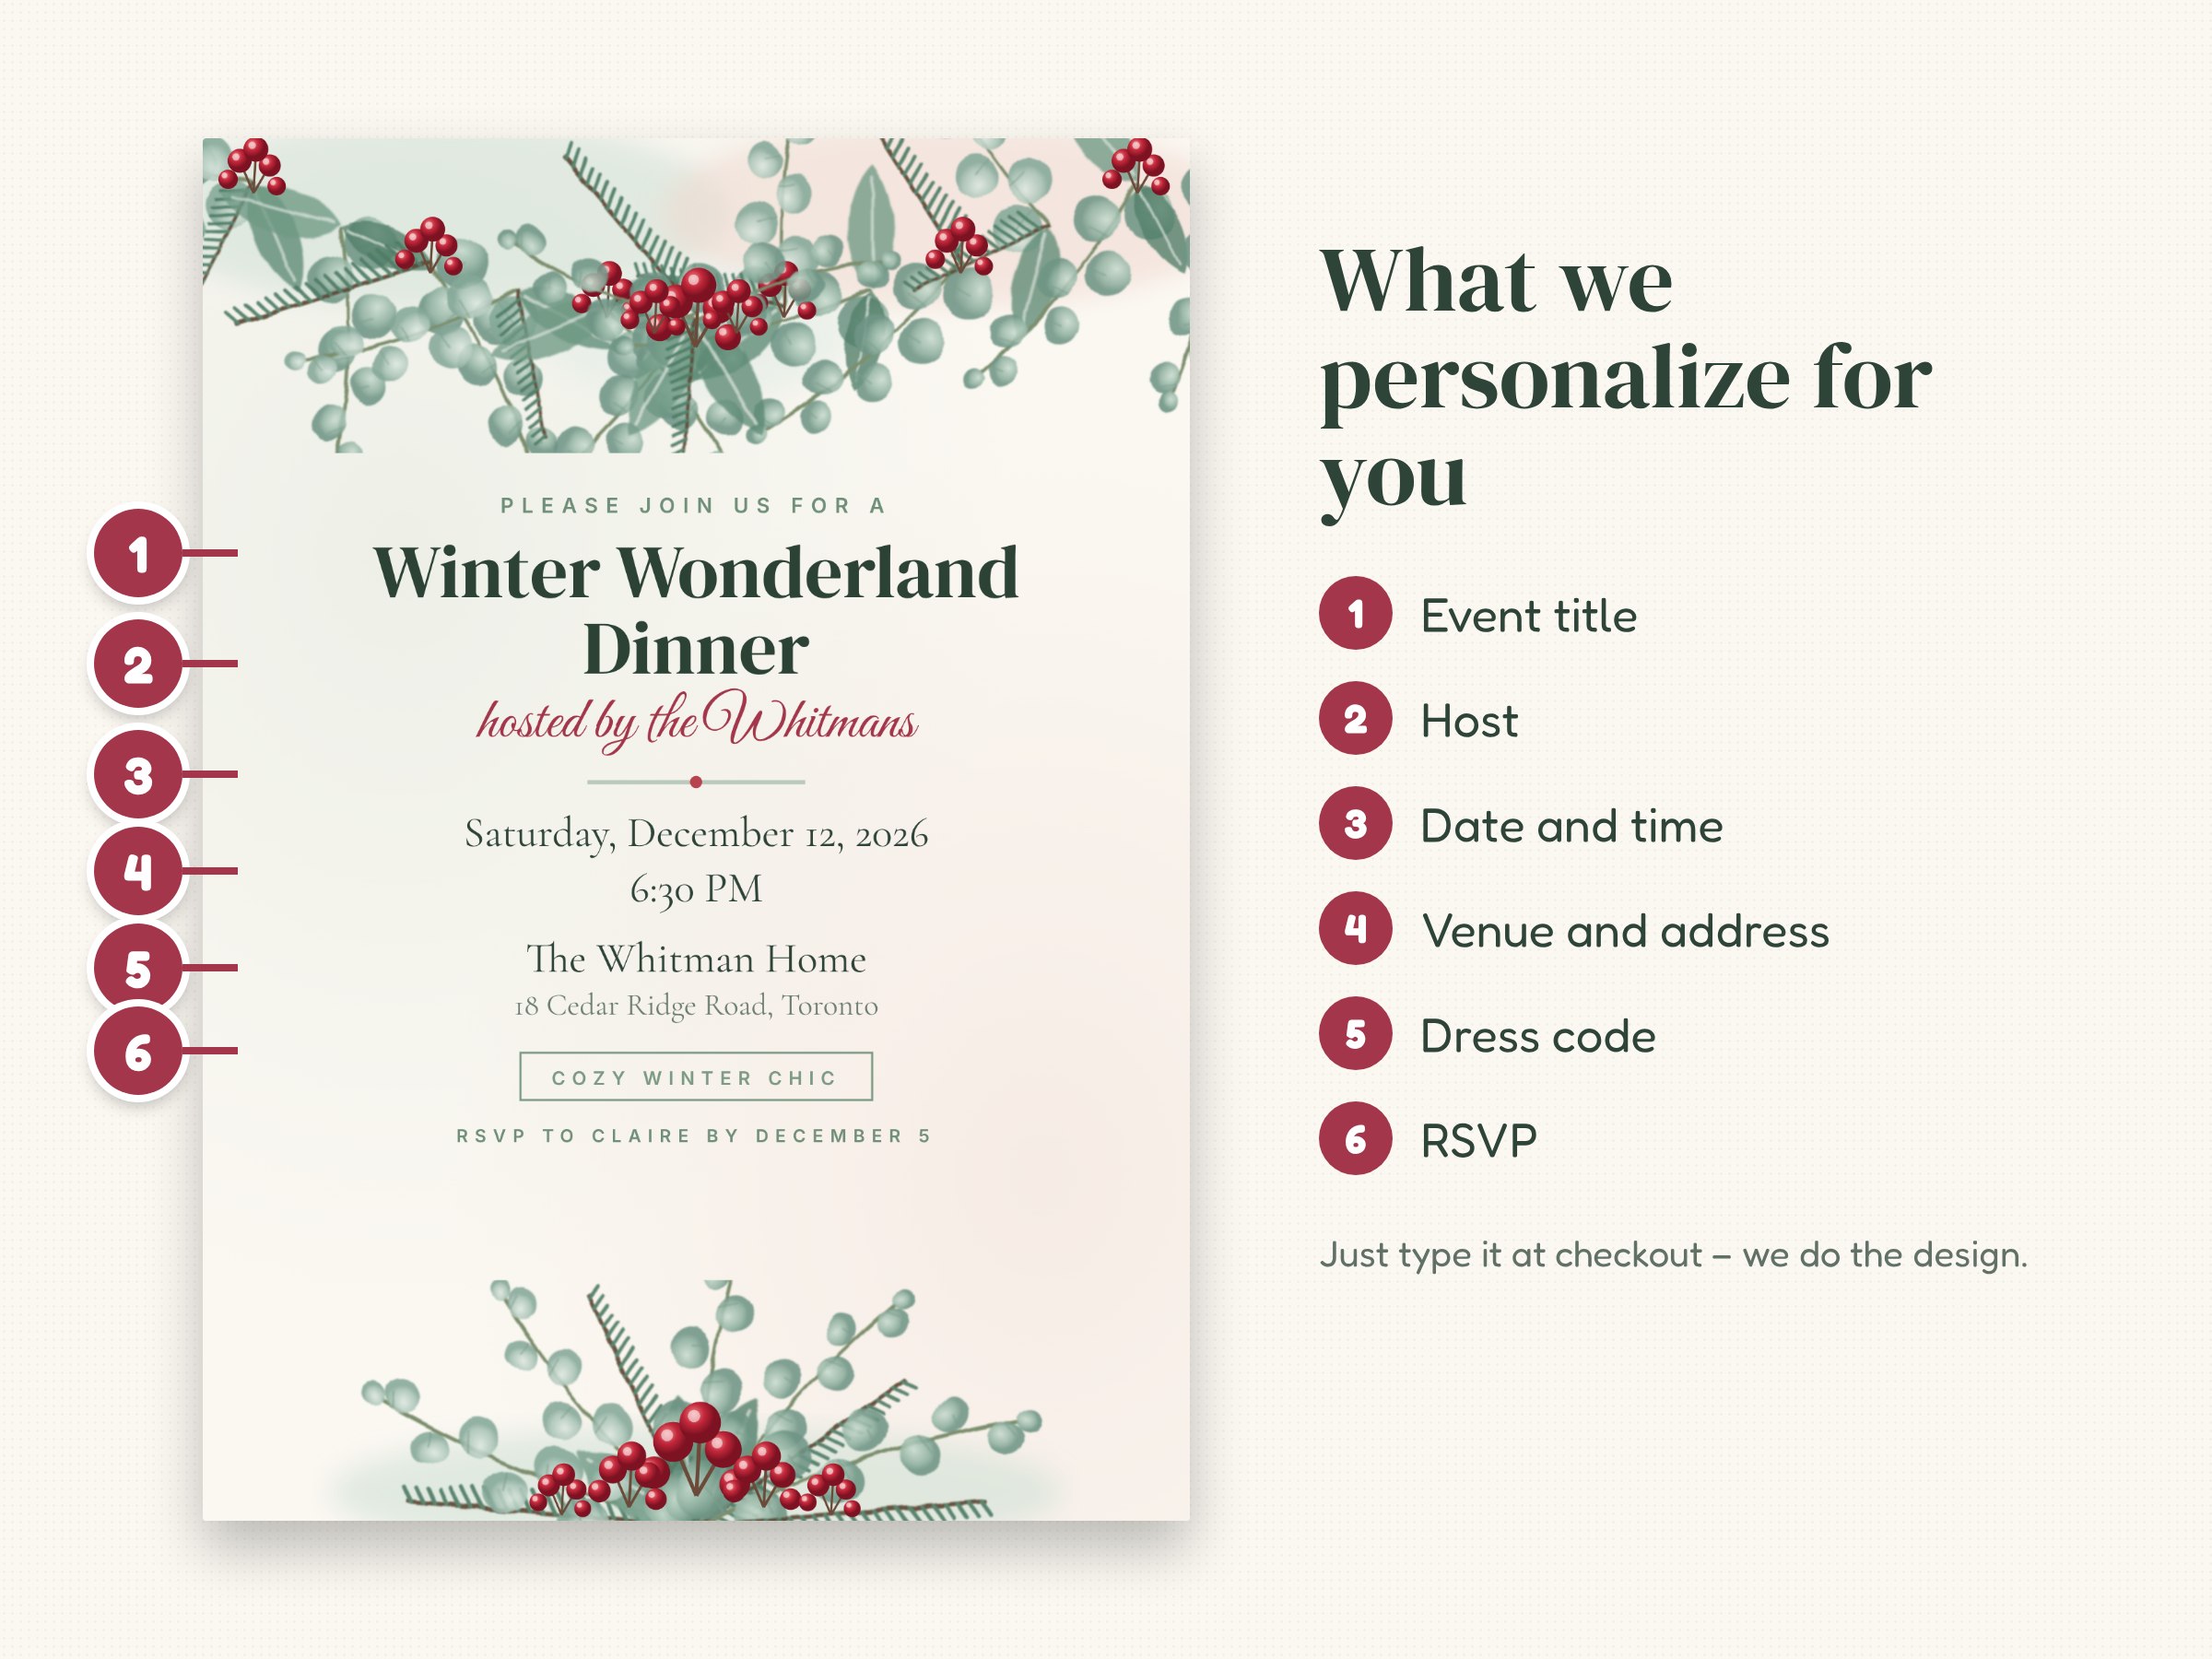 1
2
3
4
5
6
PLEASE JOIN US FOR A
Winter Wonderland
Dinner
hosted by the Whitmans
Saturday, December 12, 2026
6:30 PM
The Whitman Home
18 Cedar Ridge Road, Toronto
COZY WINTER CHIC
RSVP TO CLAIRE BY DECEMBER 5
What we
personalize for
you
1 Event title
2 Host
3 Date and time
4 Venue and address
5 Dress code
6 RSVP
Just type it at checkout – we do the design.